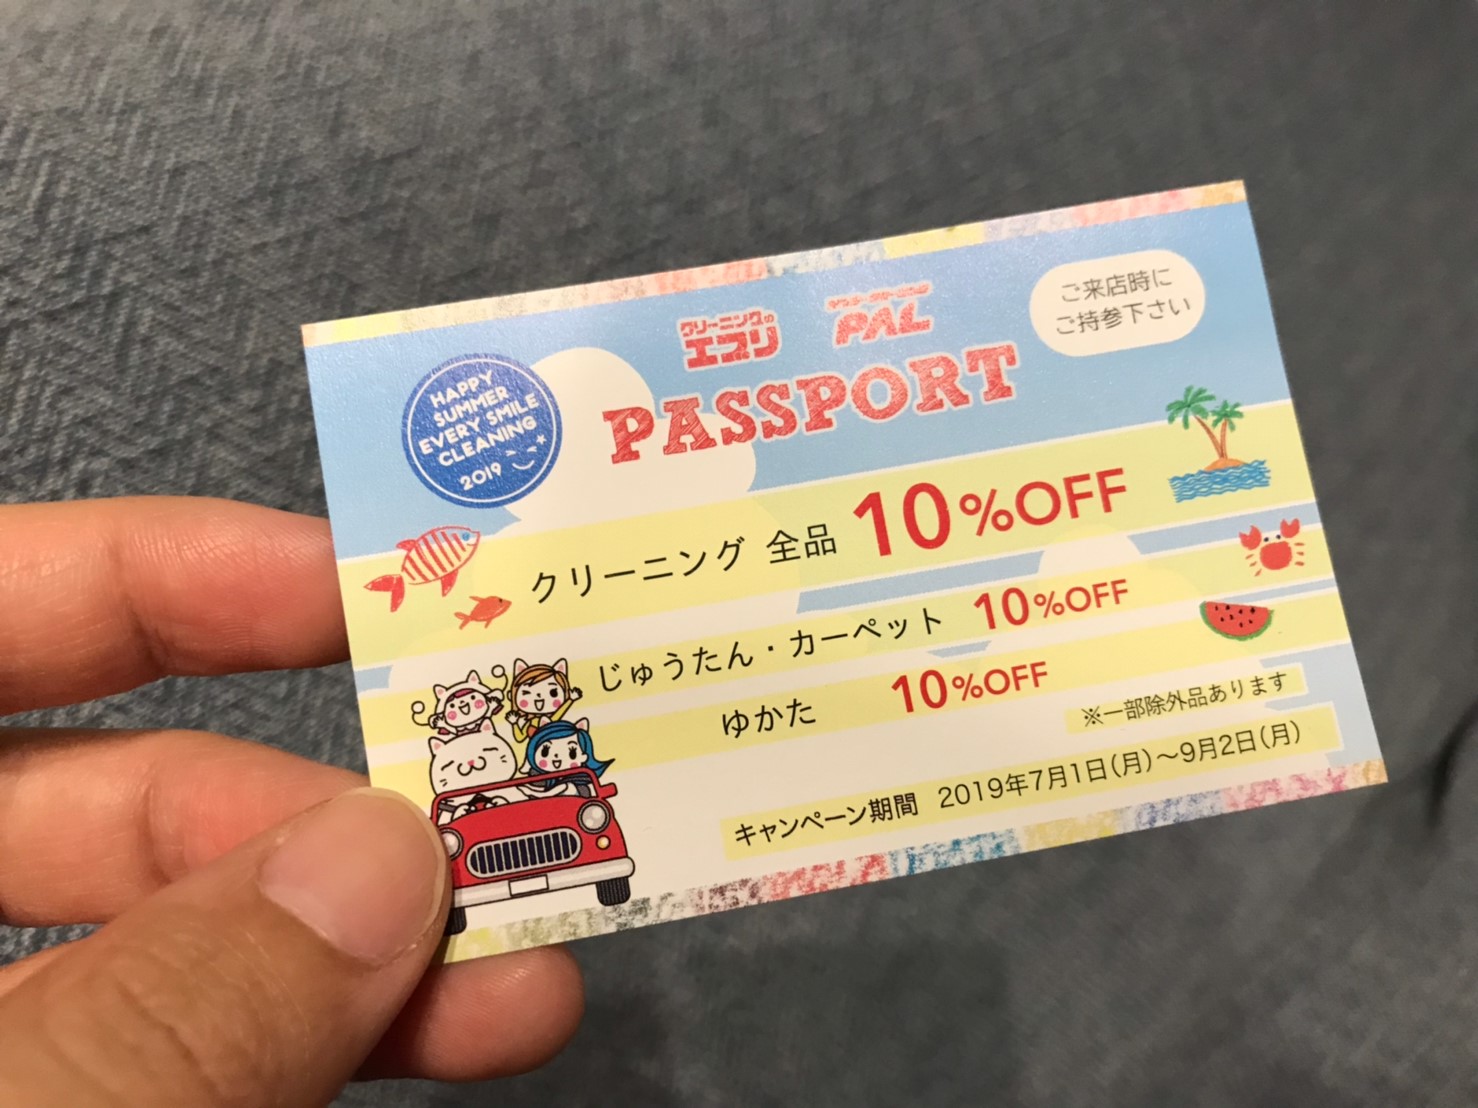 クリーニングs
エコリ
PAL
ご来店時に
ご持参下さい
PASSPORT
HAPPY
SUMMER
EVERY SMILE
CLEANING
2019
クリーニング 全品 10%OFF
じゅうたん・カーペット 10%OFF
ゆかた 10%OFF
※一部除外品あります
キャンペーン期間 2019年7月1日(月)～9月2日(月)